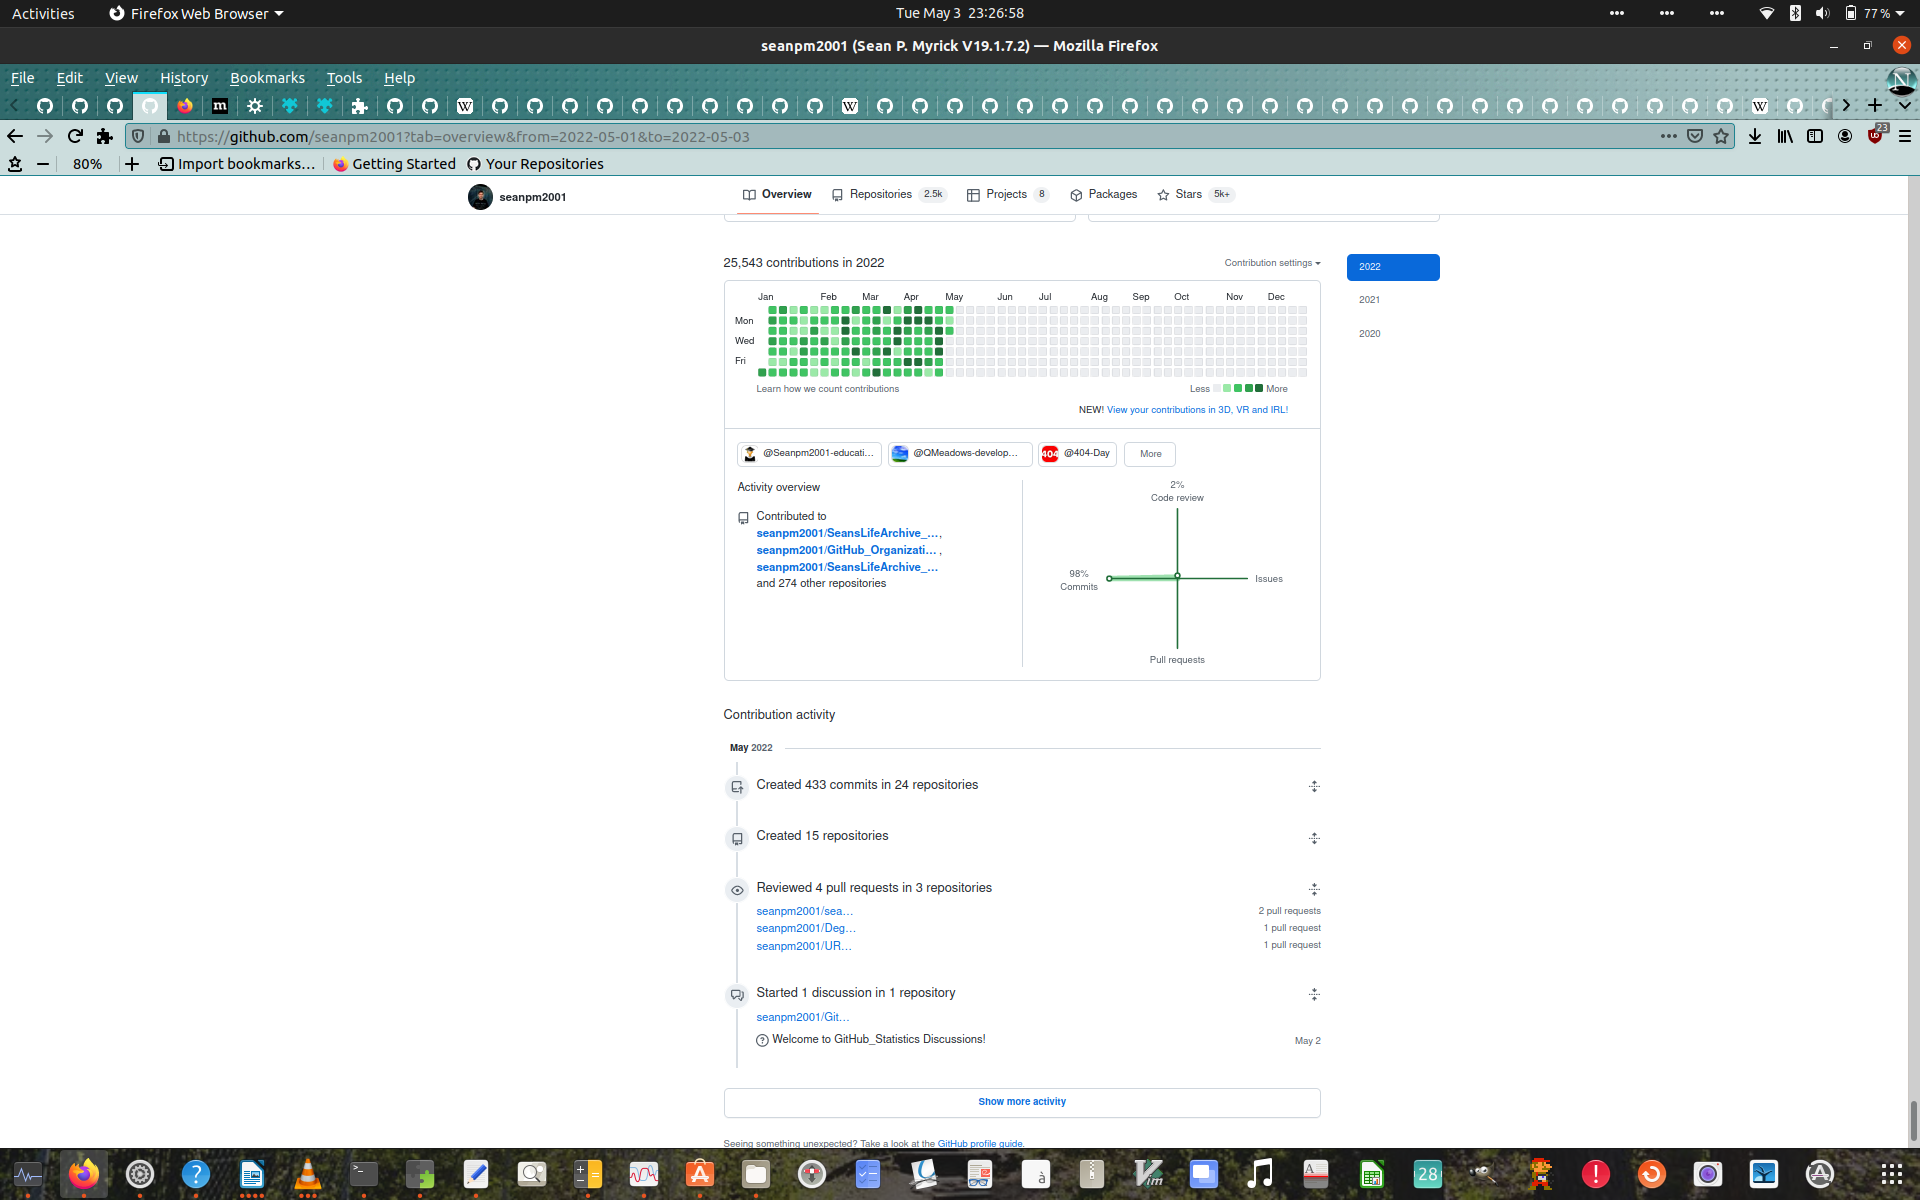 Activities
Firefox Web Browser
Tue May 3 23:26:58
77 %
seanpm2001 (Sean P. Myrick V19.1.7.2) — Mozilla Firefox
File Edit View History Bookmarks Tools Help
https://github.com/seanpm2001?tab=overview&from=2022-05-01&to=2022-05-03
23
80%
Import bookmarks...
Getting Started
Your Repositories
seanpm2001
Overview
Repositories 2.5k
Projects 8
Packages
Stars 5k+
25,543 contributions in 2022
Contribution settings
2022
2021
2020
Jan Feb Mar Apr May Jun Jul Aug Sep Oct Nov Dec
Mon
Wed
Fri
Learn how we count contributions
Less More
NEW! View your contributions in 3D, VR and IRL!
@Seanpm2001-educati...
@QMeadows-develop...
404 @404-Day
More
Activity overview
Contributed to
seanpm2001/SeansLifeArchive_...,
seanpm2001/GitHub_Organizati... ,
seanpm2001/SeansLifeArchive_...
and 274 other repositories
2%
Code review
98%
Commits
Issues
Pull requests
Contribution activity
May 2022
Created 433 commits in 24 repositories
Created 15 repositories
Reviewed 4 pull requests in 3 repositories
seanpm2001/sea... 2 pull requests
seanpm2001/Deg... 1 pull request
seanpm2001/UR... 1 pull request
Started 1 discussion in 1 repository
seanpm2001/Git...
Welcome to GitHub_Statistics Discussions! May 2
Show more activity
Seeing something unexpected? Take a look at the GitHub profile guide.
28